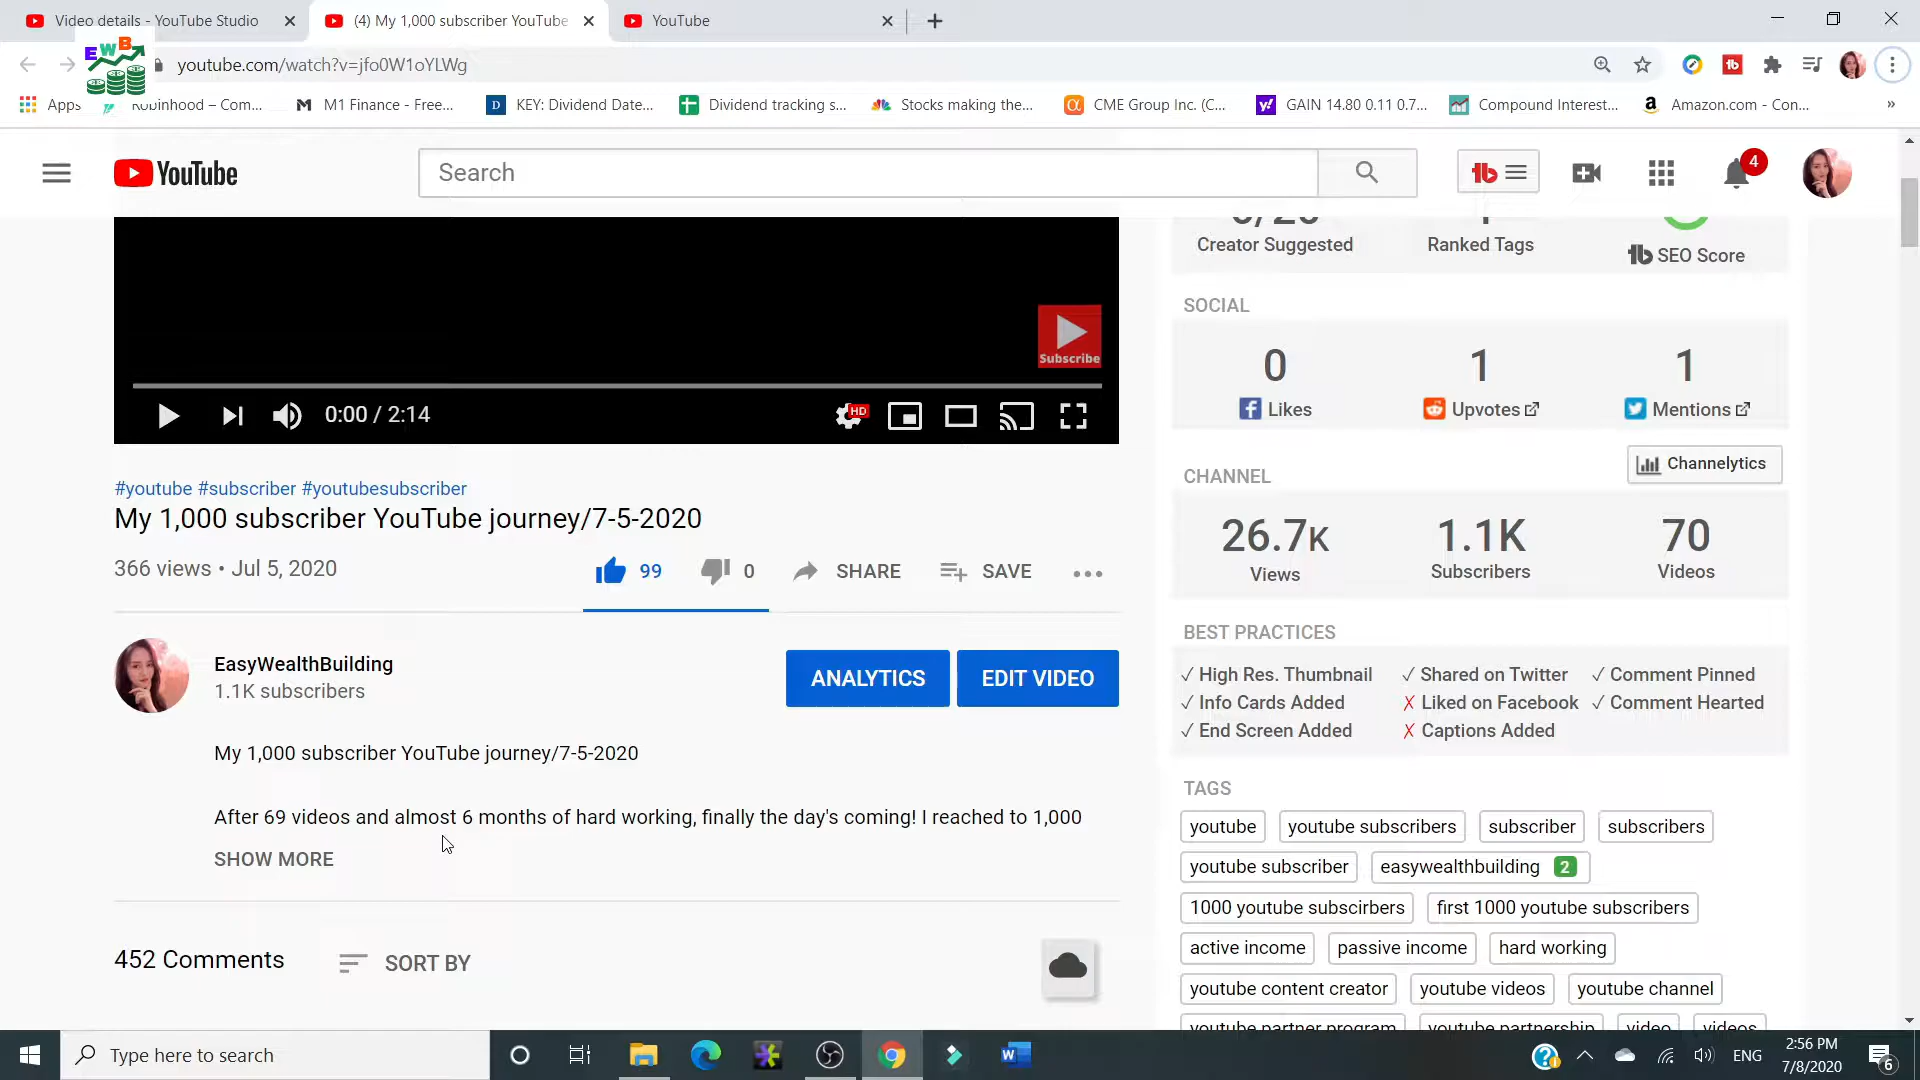 Video details - YouTube Studio
(4) My 1,000 subscriber YouTube
YouTube
EWB
youtube.com/watch?v=jfo0W1oYLWg
Apps
Robinhood – Com...
M1 Finance - Free...
KEY: Dividend Date...
Dividend tracking s...
Stocks making the...
CME Group Inc. (C...
GAIN 14.80 0.11 0.7...
Compound Interest...
Amazon.com - Con...
»
YouTube
Search
4
Creator Suggested
Ranked Tags
SEO Score
SOCIAL
0
Likes
1
Upvotes
1
Mentions
Subscribe
0:00 / 2:14
HD
Channelytics
CHANNEL
26.7K
Views
1.1K
Subscribers
70
Videos
#youtube #subscriber #youtubesubscriber
My 1,000 subscriber YouTube journey/7-5-2020
366 views • Jul 5, 2020
99
0
SHARE
SAVE
EasyWealthBuilding
1.1K subscribers
ANALYTICS
EDIT VIDEO
My 1,000 subscriber YouTube journey/7-5-2020
After 69 videos and almost 6 months of hard working, finally the day's coming! I reached to 1,000
SHOW MORE
452 Comments
SORT BY
BEST PRACTICES
✓ High Res. Thumbnail ✓ Shared on Twitter ✓ Comment Pinned
✓ Info Cards Added X Liked on Facebook ✓ Comment Hearted
✓ End Screen Added X Captions Added
TAGS
youtube youtube subscribers subscriber subscribers
youtube subscriber easywealthbuilding 2
1000 youtube subscirbers first 1000 youtube subscribers
active income passive income hard working
youtube content creator youtube videos youtube channel
youtube partner program youtube partnership video videos
Type here to search
ENG
2:56 PM
7/8/2020
6